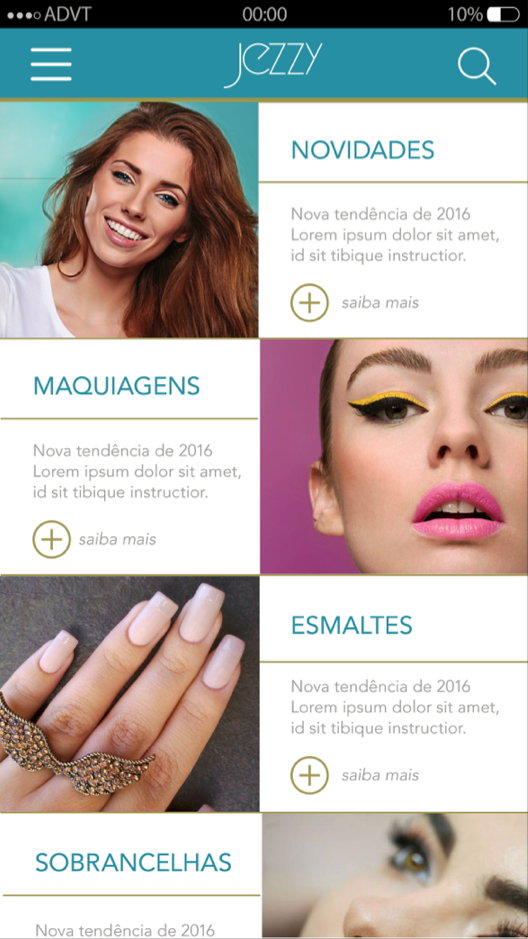 ADVT 00:00 10%
Jezzy
NOVIDADES
Nova tendência de 2016
Lorem ipsum dolor sit amet,
id sit tibique instructior.
saiba mais
MAQUIAGENS
Nova tendência de 2016
Lorem ipsum dolor sit amet,
id sit tibique instructior.
saiba mais
ESMALTES
Nova tendência de 2016
Lorem ipsum dolor sit amet,
id sit tibique instructior.
saiba mais
SOBRANCELHAS
Nova tendência de 2016